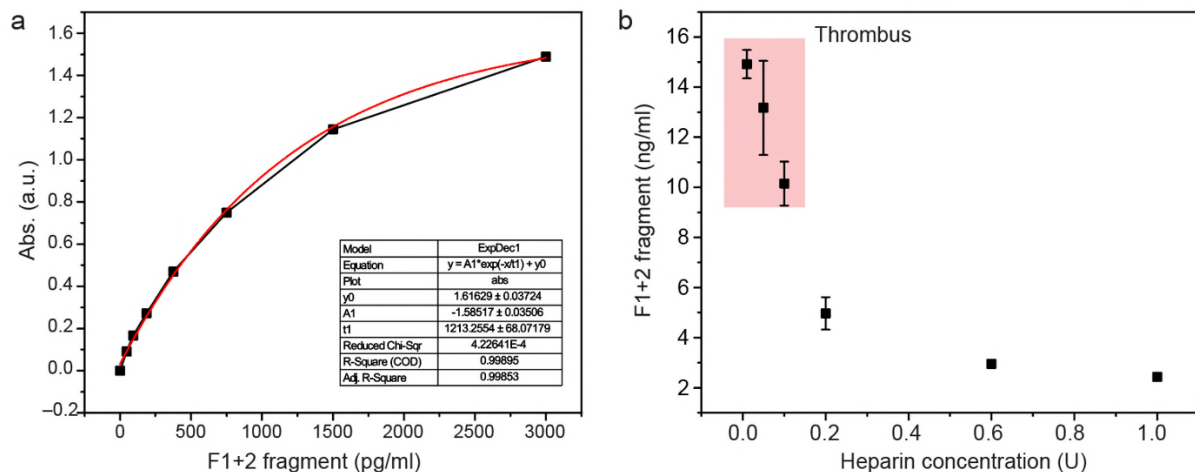 a
Abs. (a.u.)
1.6
1.4
1.2
1.0
0.8
0.6
0.4
0.2
0.0
–0.2
0
500
1000
1500
2000
2500
3000
F1+2 fragment (pg/ml)
Model ExpDec1
Equation y = A1*exp(-x/t1) + y0
Plot abs
y0 1.61629 ± 0.03724
A1 -1.58517 ± 0.03506
t1 1213.2554 ± 68.07179
Reduced Chi-Sqr 4.22641E-4
R-Square (COD) 0.99895
Adj. R-Square 0.99853
b
Thrombus
F1+2 fragment (ng/ml)
16
14
12
10
8
6
4
2
0.0
0.2
0.4
0.6
0.8
1.0
Heparin concentration (U)